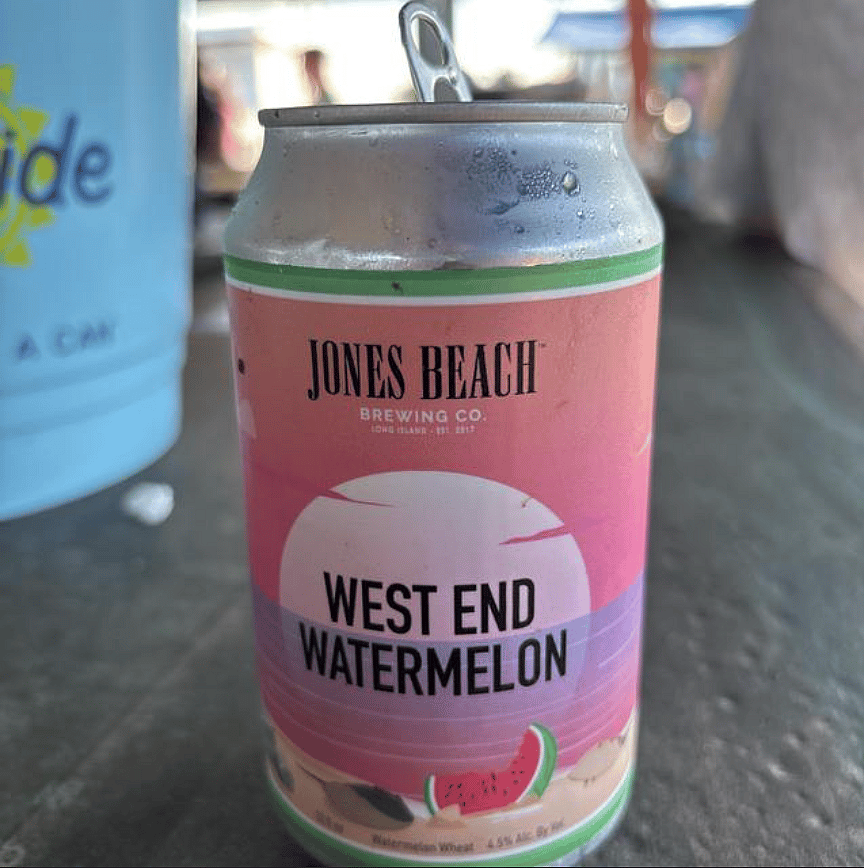 ide
A CAN
JONES BEACH™
BREWING CO.
LONG ISLAND - EST. 2017
WEST END
WATERMELON
Watermelon Wheat 4.5% Alc. By Vol